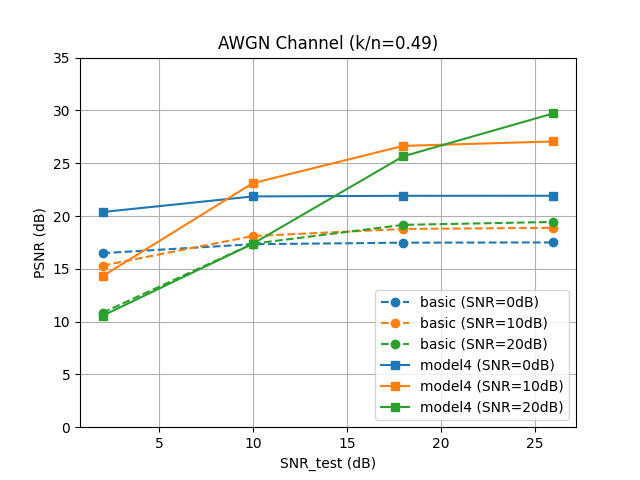 AWGN Channel (k/n=0.49)
PSNR (dB)
35
30
25
20
15
10
5
0
5
10
15
20
25
SNR_test (dB)
basic (SNR=0dB)
basic (SNR=10dB)
basic (SNR=20dB)
model4 (SNR=0dB)
model4 (SNR=10dB)
model4 (SNR=20dB)